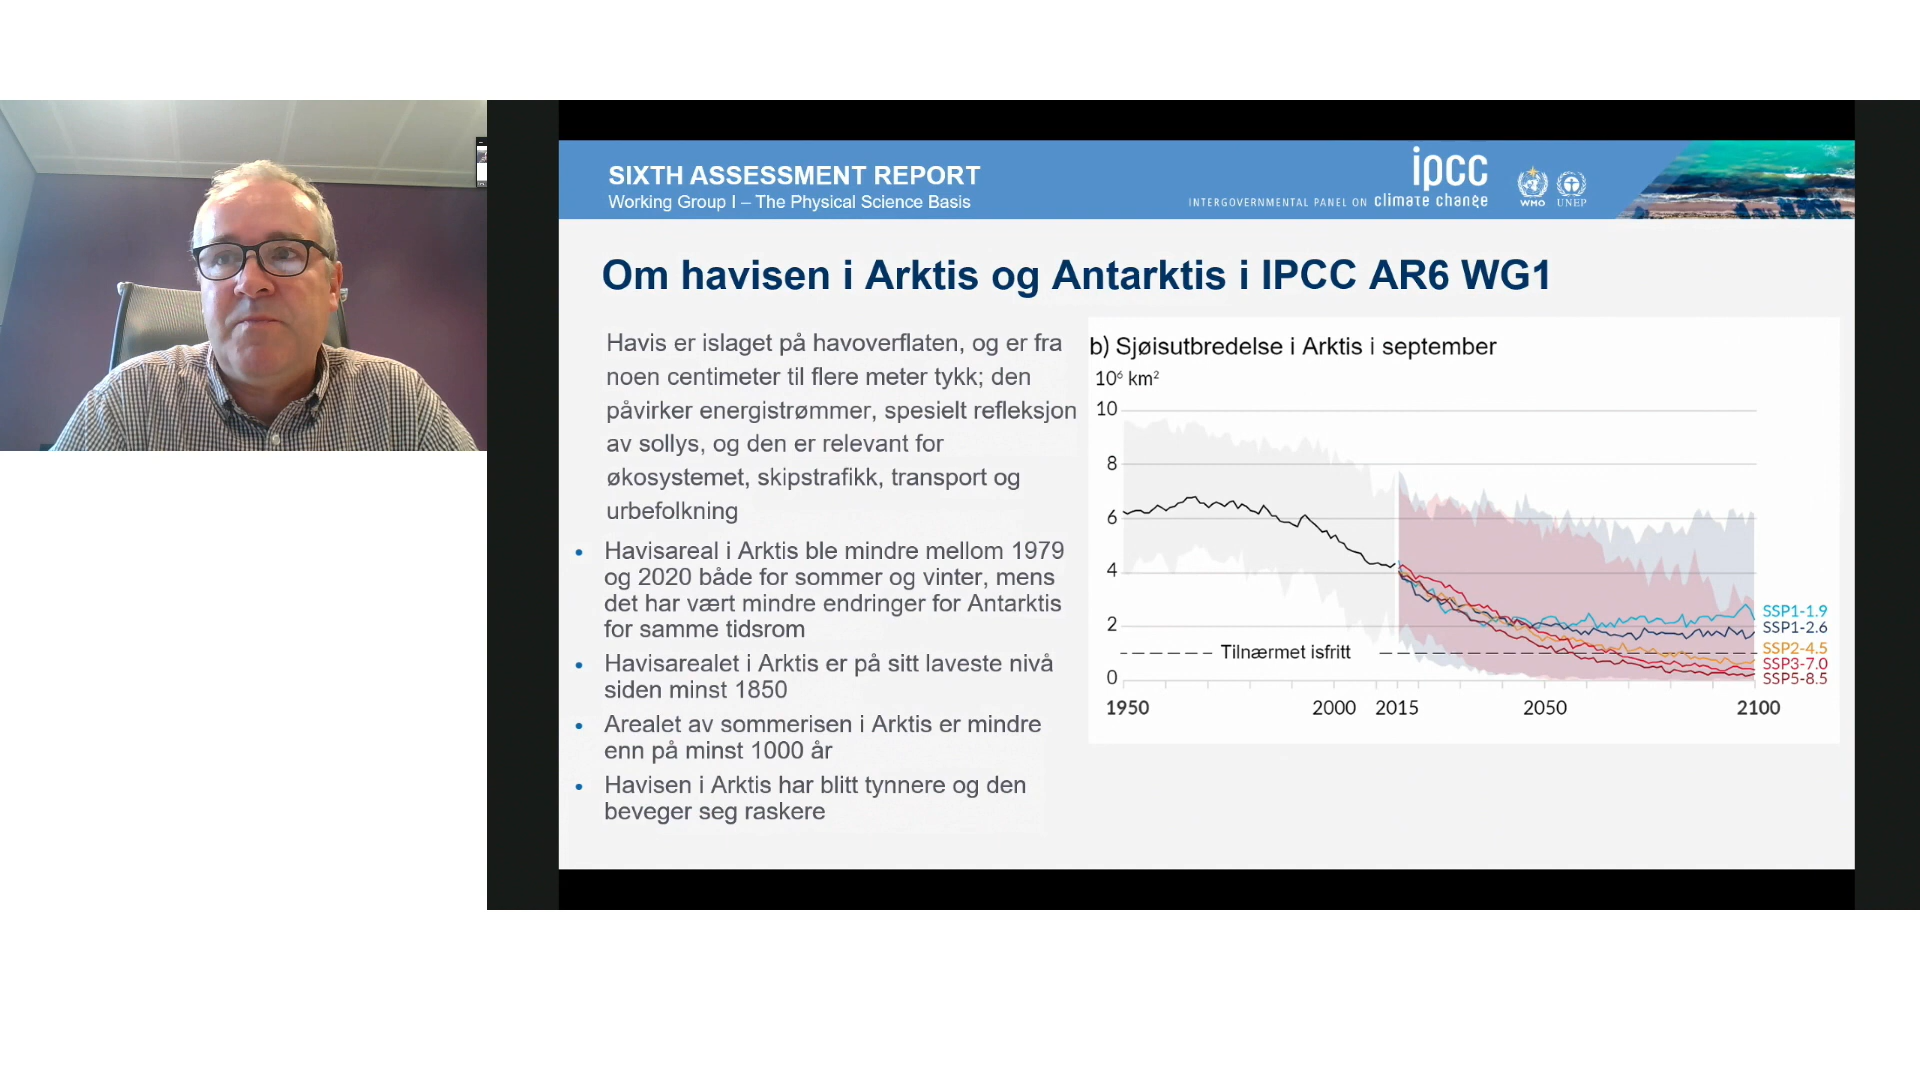 SIXTH ASSESSMENT REPORT
Working Group I – The Physical Science Basis
ipcc
INTERGOVERNMENTAL PANEL ON climate change
WMO
UNEP
Om havisen i Arktis og Antarktis i IPCC AR6 WG1
Havis er islaget på havoverflaten, og er fra
noen centimeter til flere meter tykk; den
påvirker energistrømmer, spesielt refleksjon
av sollys, og den er relevant for
økosystemet, skipstrafikk, transport og
urbefolkning
• Havisareal i Arktis ble mindre mellom 1979
og 2020 både for sommer og vinter, mens
det har vært mindre endringer for Antarktis
for samme tidsrom
• Havisarealet i Arktis er på sitt laveste nivå
siden minst 1850
• Arealet av sommerisen i Arktis er mindre
enn på minst 1000 år
• Havisen i Arktis har blitt tynnere og den
beveger seg raskere
b) Sjøisutbredelse i Arktis i september
10⁶ km²
10
8
6
4
2
0
Tilnærmet isfritt
SSP1-1.9
SSP1-2.6
SSP2-4.5
SSP3-7.0
SSP5-8.5
1950 2000 2015 2050 2100